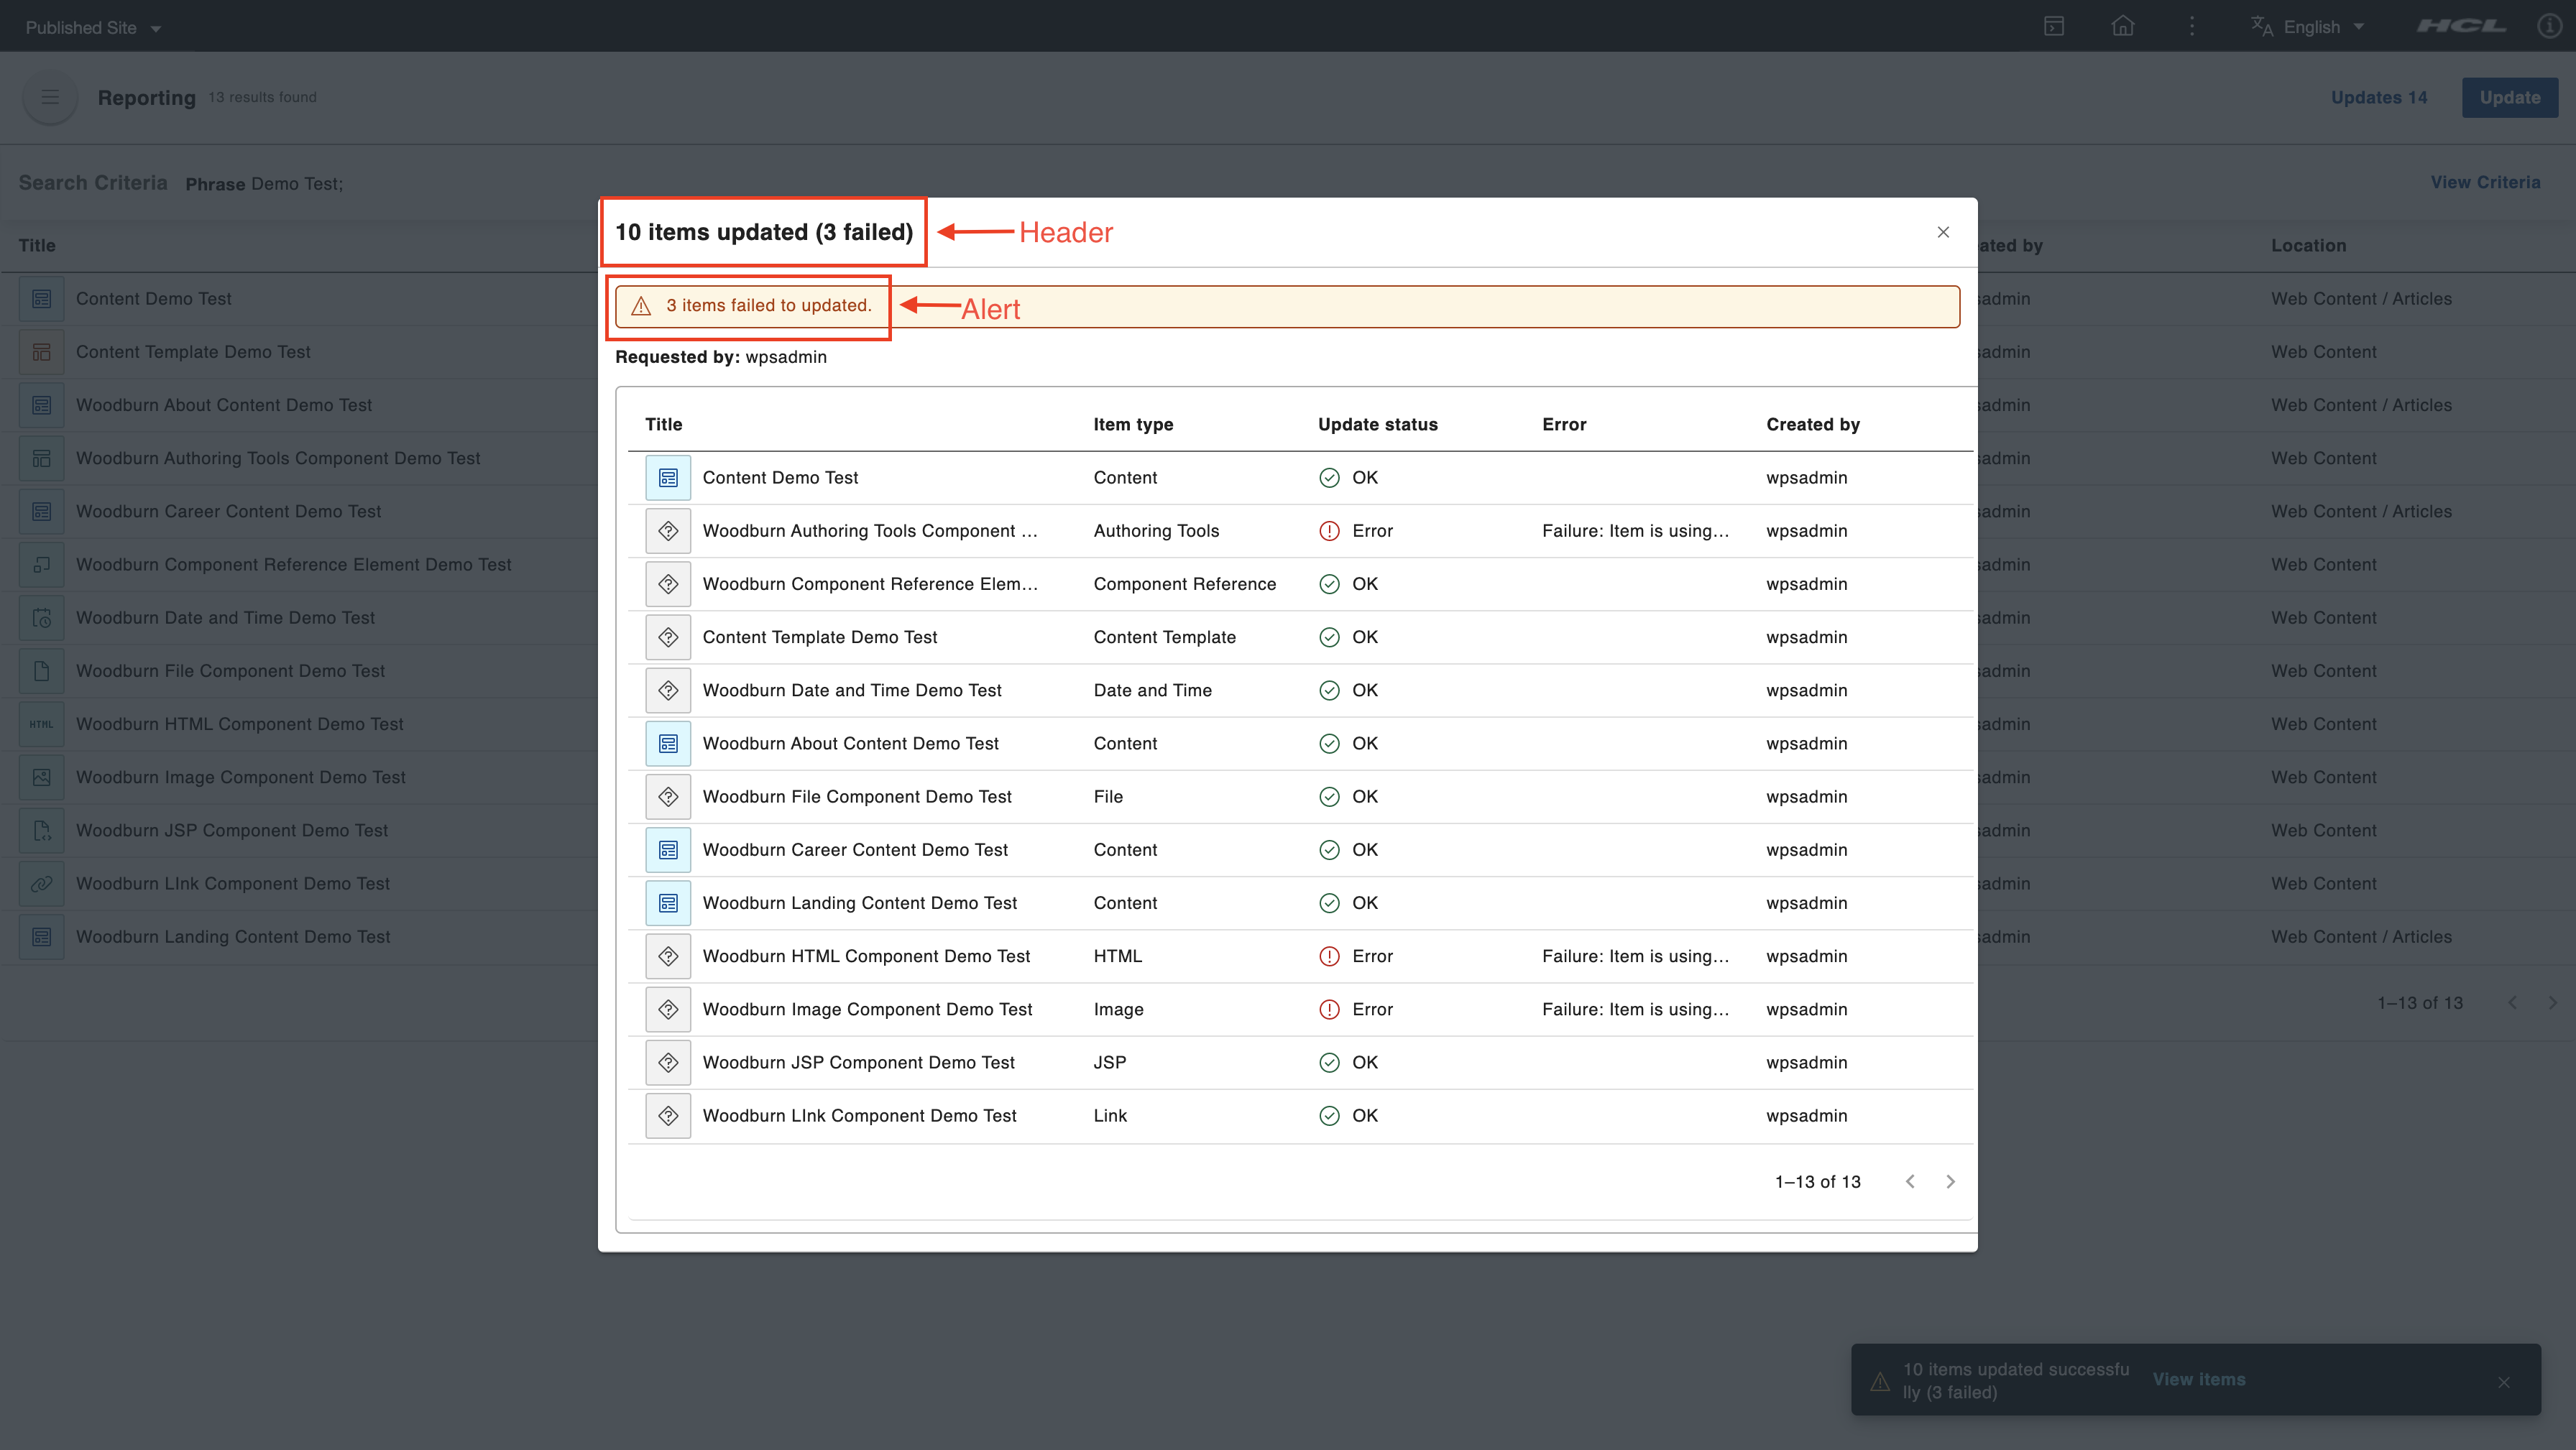 Published Site
English
HCL
Reporting 13 results found
Updates 14
Update
Search Criteria Phrase Demo Test;
View Criteria
Title
ated by
Location
Content Demo Test
admin
Web Content / Articles
Content Template Demo Test
admin
Web Content
Woodburn About Content Demo Test
admin
Web Content / Articles
Woodburn Authoring Tools Component Demo Test
admin
Web Content
Woodburn Career Content Demo Test
admin
Web Content / Articles
Woodburn Component Reference Element Demo Test
admin
Web Content
Woodburn Date and Time Demo Test
admin
Web Content
Woodburn File Component Demo Test
admin
Web Content
HTML
Woodburn HTML Component Demo Test
admin
Web Content
Woodburn Image Component Demo Test
admin
Web Content
Woodburn JSP Component Demo Test
admin
Web Content
Woodburn LInk Component Demo Test
admin
Web Content
Woodburn Landing Content Demo Test
admin
Web Content / Articles
1–13 of 13
10 items updated (3 failed)
Header
3 items failed to updated.
Alert
Requested by: wpsadmin
Title Item type Update status Error Created by
Content Demo Test Content OK wpsadmin
Woodburn Authoring Tools Component ... Authoring Tools Error Failure: Item is using... wpsadmin
Woodburn Component Reference Elem... Component Reference OK wpsadmin
Content Template Demo Test Content Template OK wpsadmin
Woodburn Date and Time Demo Test Date and Time OK wpsadmin
Woodburn About Content Demo Test Content OK wpsadmin
Woodburn File Component Demo Test File OK wpsadmin
Woodburn Career Content Demo Test Content OK wpsadmin
Woodburn Landing Content Demo Test Content OK wpsadmin
Woodburn HTML Component Demo Test HTML Error Failure: Item is using... wpsadmin
Woodburn Image Component Demo Test Image Error Failure: Item is using... wpsadmin
Woodburn JSP Component Demo Test JSP OK wpsadmin
Woodburn LInk Component Demo Test Link OK wpsadmin
1–13 of 13
10 items updated successfu
lly (3 failed)
View items